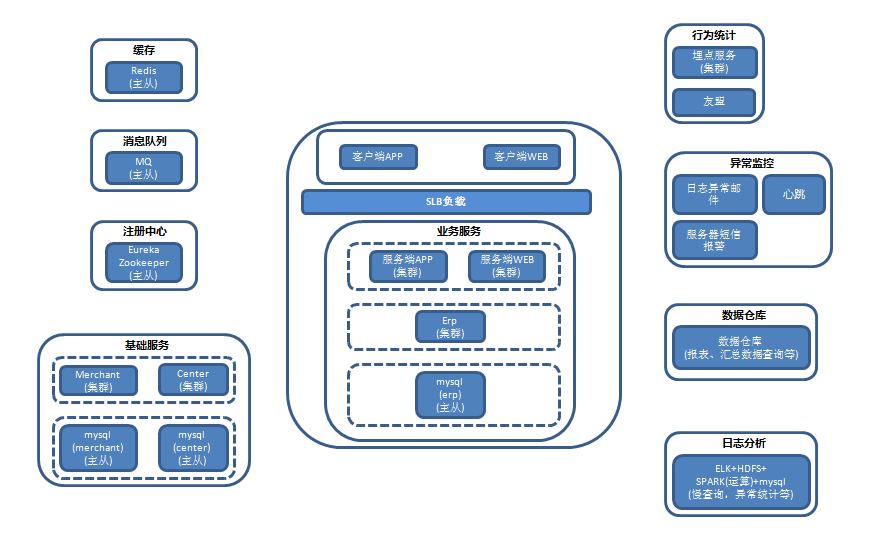 缓存
Redis
(主从)
消息队列
MQ
(主从)
注册中心
Eureka
Zookeeper
(主从)
基础服务
Merchant
(集群)
Center
(集群)
mysql
(merchant)
(主从)
mysql
(center)
(主从)
客户端APP
客户端WEB
SLB负载
业务服务
服务端APP
(集群)
服务端WEB
(集群)
Erp
(集群)
mysql
(erp)
(主从)
行为统计
埋点服务
(集群)
友盟
异常监控
日志异常邮
件
心跳
服务器短信
报警
数据仓库
数据仓库
(报表、汇总数据查询等)
日志分析
ELK+HDFS+
SPARK(运算)+mysql
(慢查询，异常统计等)